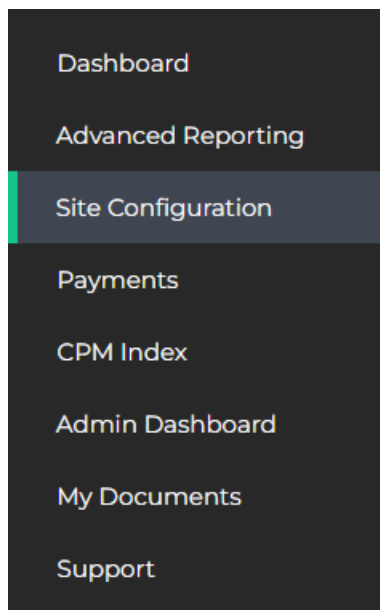 Dashboard
Advanced Reporting
Site Configuration
Payments
CPM Index
Admin Dashboard
My Documents
Support